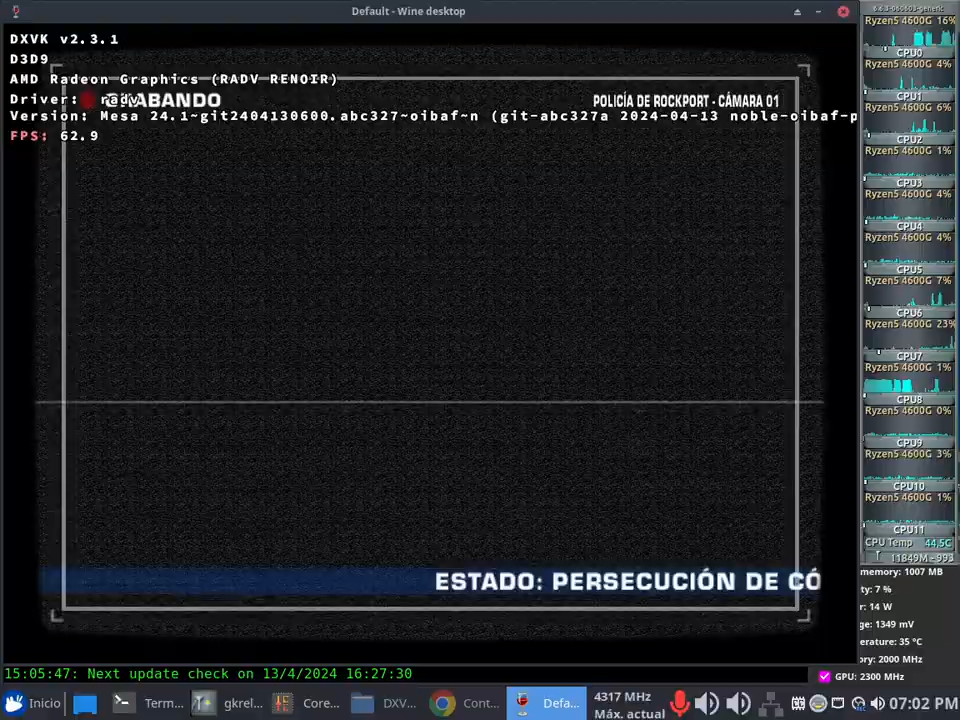 Default - Wine desktop
DXVK v2.3.1
D3D9
AMD Radeon Graphics (RADV RENOIR)
Driver: radv
GRABANDO
POLICÍA DE ROCKPORT - CÁMARA 01
Version: Mesa 24.1~git2404130600.abc327~oibaf~n (git-abc327a 2024-04-13 noble-oibaf-p
FPS: 62.9
ESTADO: PERSECUCIÓN DE CÓ
15:05:47: Next update check on 13/4/2024 16:27:30
Ryzen5 4600G 16%
CPU0
Ryzen5 4600G 4%
CPU1
Ryzen5 4600G 6%
CPU2
Ryzen5 4600G 1%
CPU3
Ryzen5 4600G 4%
CPU4
Ryzen5 4600G 4%
CPU5
Ryzen5 4600G 7%
CPU6
Ryzen5 4600G 23%
CPU7
Ryzen5 4600G 1%
CPU8
Ryzen5 4600G 0%
CPU9
Ryzen5 4600G 3%
CPU10
Ryzen5 4600G 1%
CPU11
CPU Temp 44.5C
11849M - 993
memory: 1007 MB
ty: 7 %
r: 14 W
ge: 1349 mV
erature: 35 °C
ry: 2000 MHz
GPU: 2300 MHz
Inicio
Term...
gkrel...
Core...
DXV...
Cont...
Defa...
4317 MHz
Máx. actual
07:02 PM